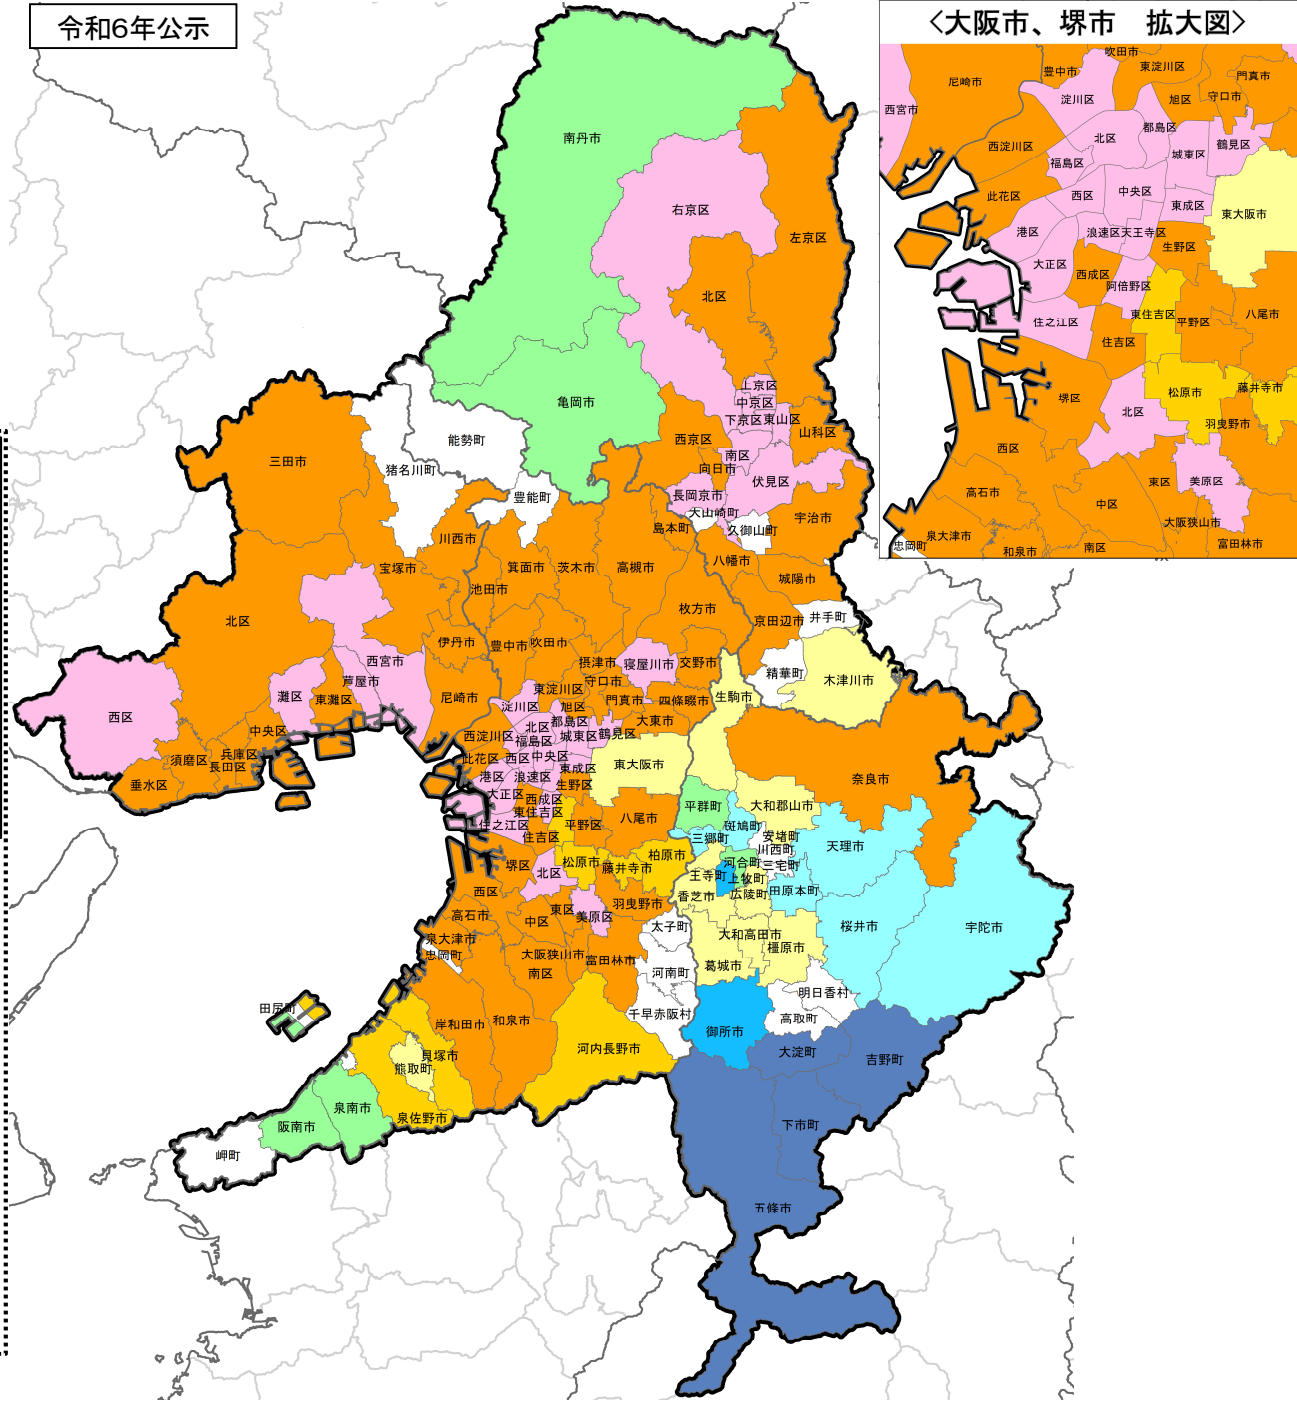 令和6年公示
<大阪市、堺市　拡大図>
吹田市
豊中市
東淀川区
尼崎市
門真市
淀川区
旭区
守口市
西宮市
都島区
北区
鶴見区
西淀川区
城東区
福島区
此花区
西区
中央区
東成区
東大阪市
港区
浪速区
天王寺区
生野区
大正区
西成区
阿倍野区
東住吉区
平野区
八尾市
住之江区
住吉区
松原市
藤井寺市
堺区
北区
羽曳野市
西区
東区
美原区
高石市
中区
大阪狭山市
泉大津市
忠岡町
和泉市
南区
富田林市
南丹市
右京区
左京区
北区
上京区
中京区
亀岡市
下京区
東山区
山科区
西京区
能勢町
三田市
猪名川町
南区
向日市
伏見区
豊能町
長岡京市
大山崎町
宇治市
島本町
久御山町
川西市
八幡市
宝塚市
箕面市
茨木市
高槻市
城陽市
池田市
枚方市
北区
京田辺市
井手町
伊丹市
豊中市
吹田市
西宮市
摂津市
寝屋川市
交野市
精華町
芦屋市
守口市
木津川市
灘区
東灘区
尼崎市
東淀川区
門真市
四條畷市
生駒市
淀川区
旭区
西区
都島区
大東市
中央区
北区
西淀川区
福島区
城東区
鶴見区
兵庫区
須磨区
此花区
西区
中央区
長田区
東成区
東大阪市
垂水区
港区
浪速区
生野区
奈良市
大正区
西成区
平群町
大和郡山市
東住吉区
住之江区
平野区
八尾市
斑鳩町
住吉区
三郷町
安堵町
天理市
川西町
堺区
松原市
柏原市
河合町
三宅町
北区
藤井寺市
王寺町
上牧町
西区
香芝市
広陵町
田原本町
羽曳野市
高石市
東区
美原区
中区
太子町
桜井市
宇陀市
泉大津市
大和高田市
忠岡町
大阪狭山市
橿原市
富田林市
葛城市
南区
河南町
明日香村
田尻町
千早赤阪村
高取町
岸和田市
和泉市
御所市
河内長野市
大淀町
貝塚市
吉野町
熊取町
泉南市
泉佐野市
阪南市
下市町
岬町
五條市